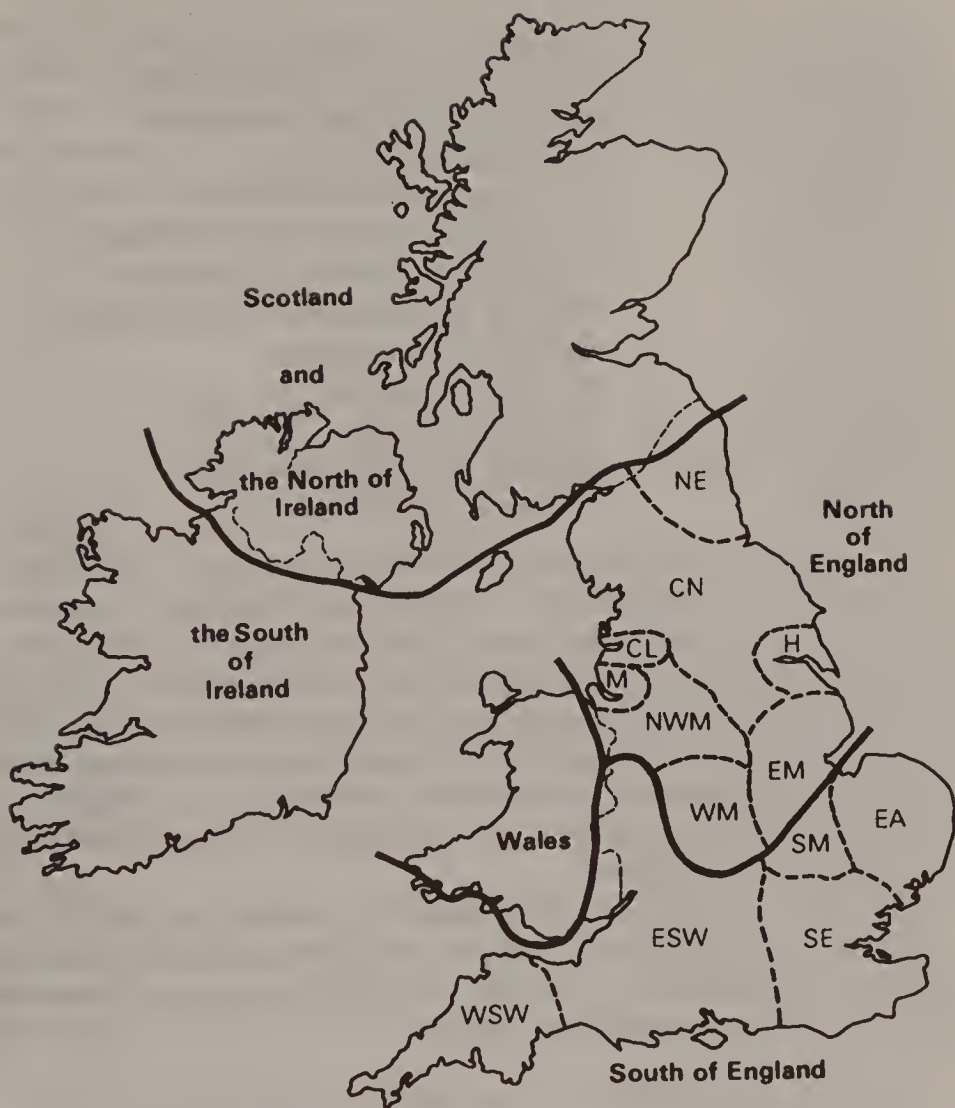 Scotland
and
the North of
Ireland
NE
North
of
England
CN
the South
of
Ireland
CL
H
M
NWM
EM
WM
EA
Wales
SM
ESW
SE
WSW
South of England